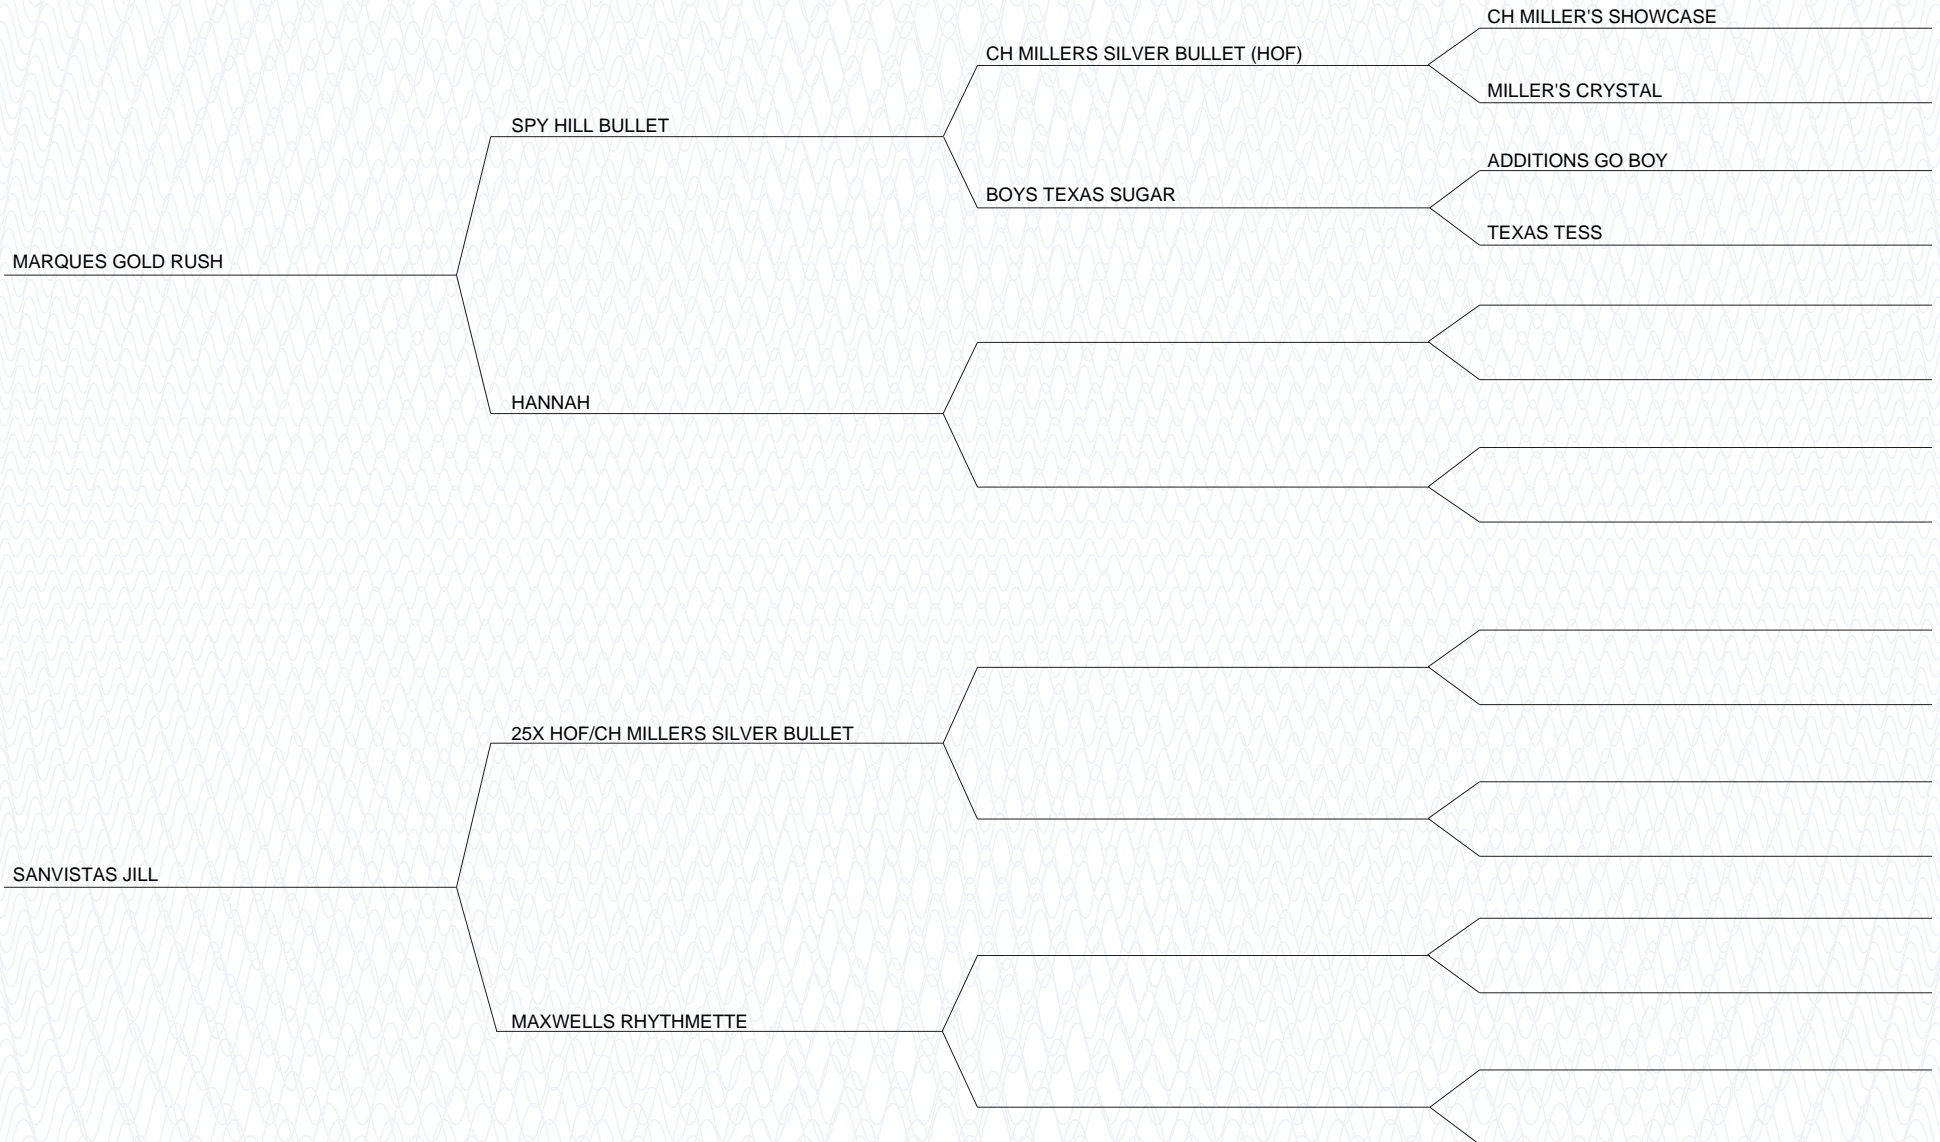 CH MILLER'S SHOWCASE
CH MILLERS SILVER BULLET (HOF)
MILLER'S CRYSTAL
SPY HILL BULLET
ADDITIONS GO BOY
BOYS TEXAS SUGAR
TEXAS TESS
MARQUES GOLD RUSH
HANNAH
25X HOF/CH MILLERS SILVER BULLET
SANVISTAS JILL
MAXWELLS RHYTHMETTE